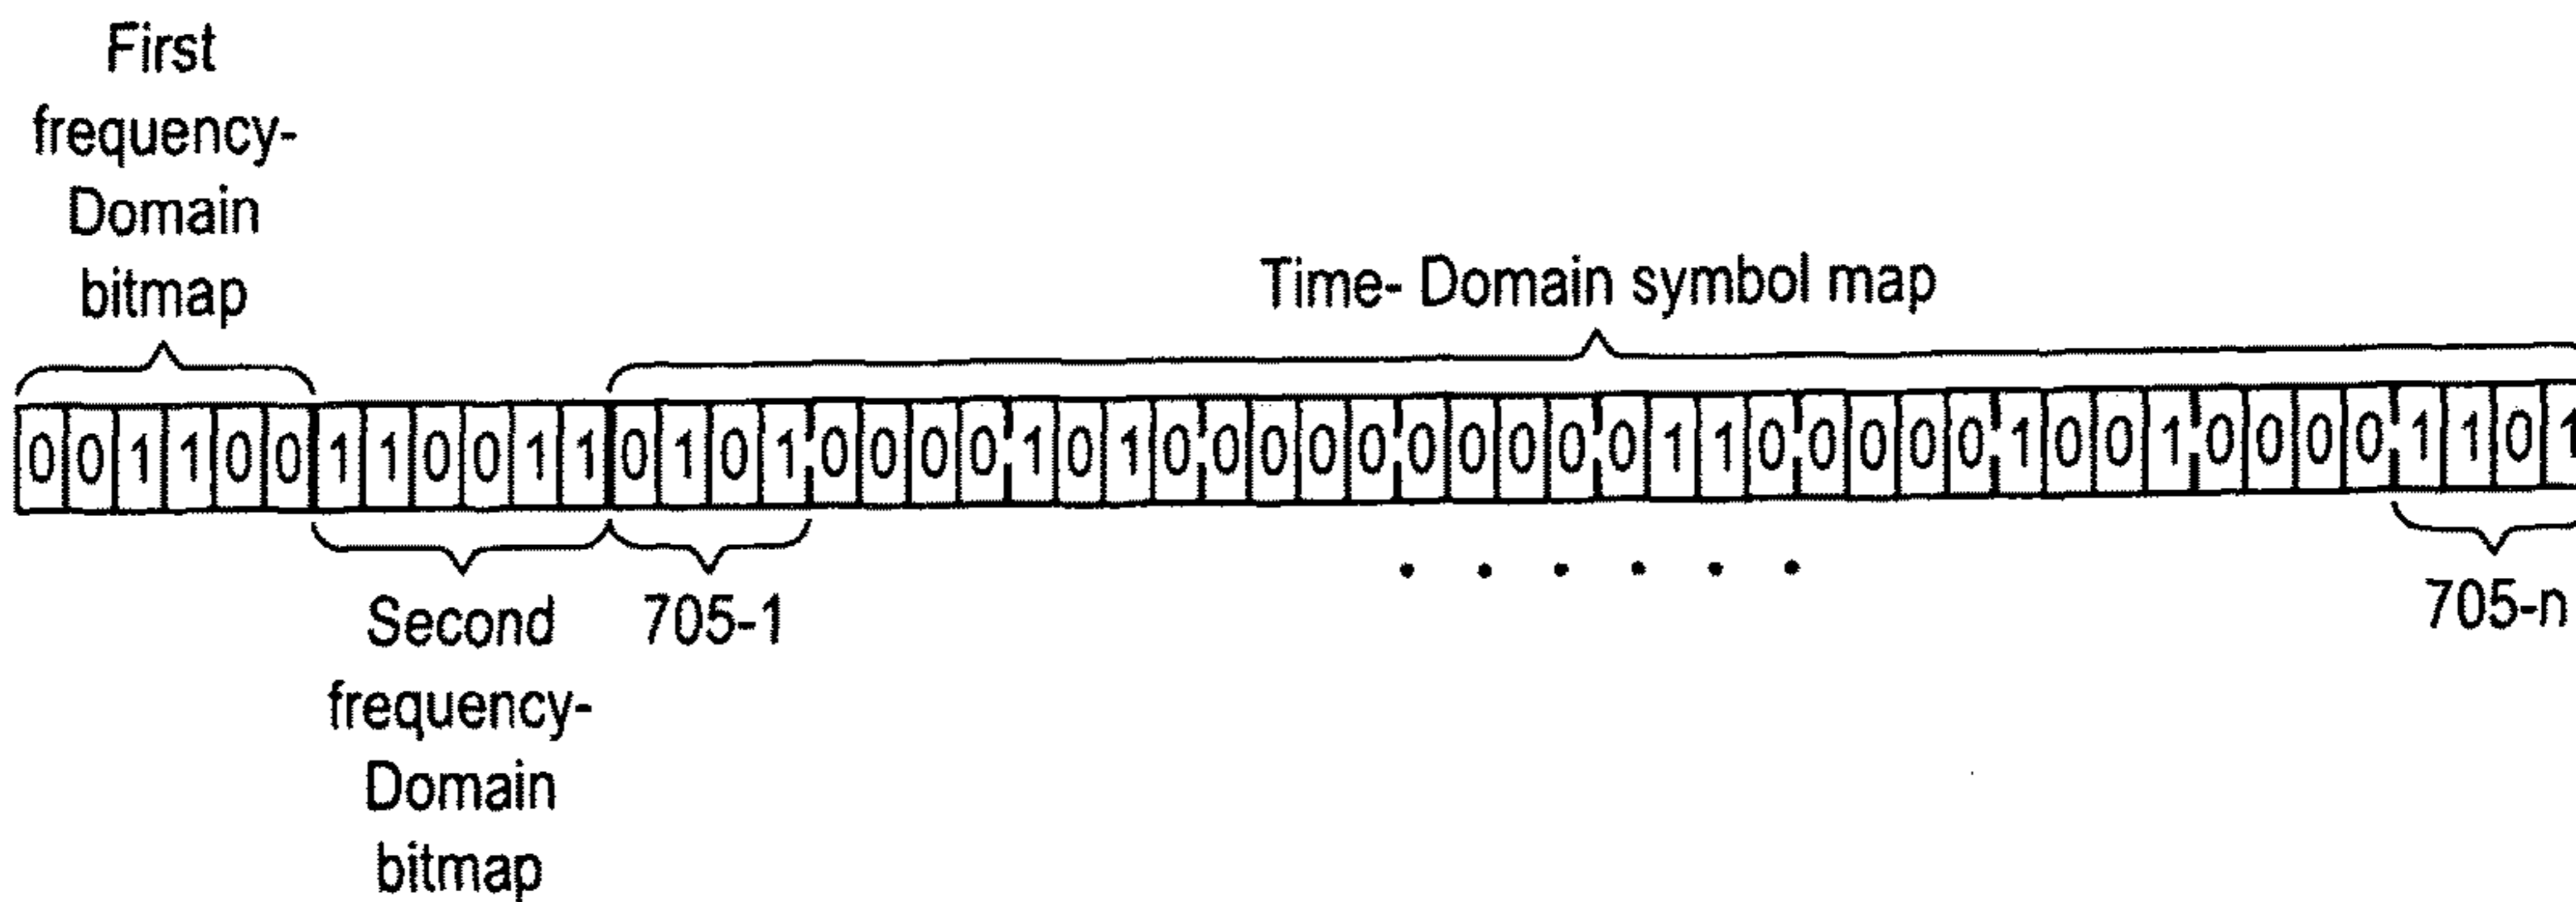 First
frequency-
Domain
bitmap
Time- Domain symbol map
0 0 1 1 0 0 1 1 0 0 1 1 0 1 0 1 0 0 0 0 1 0 1 0 0 0 0 0 0 0 0 0 0 1 1 0 0 0 0 0 1 0 0 1 0 0 0 0 1 1 0 1
Second
frequency-
Domain
bitmap
705-1
705-n